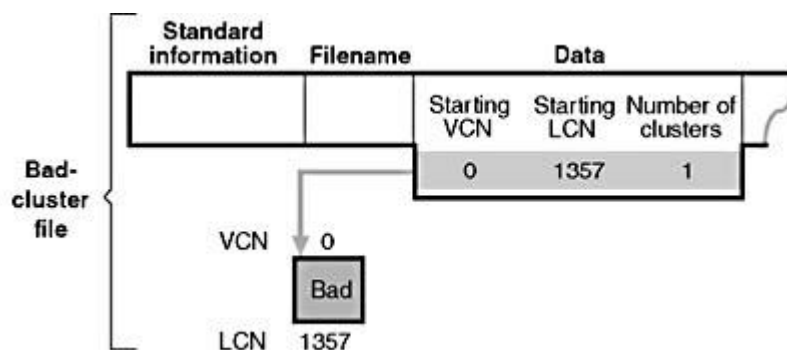 Standard
information Filename Data
Starting Starting Number of
VCN LCN clusters
0 1357 1
Bad-
cluster
file
VCN 0
Bad
LCN 1357